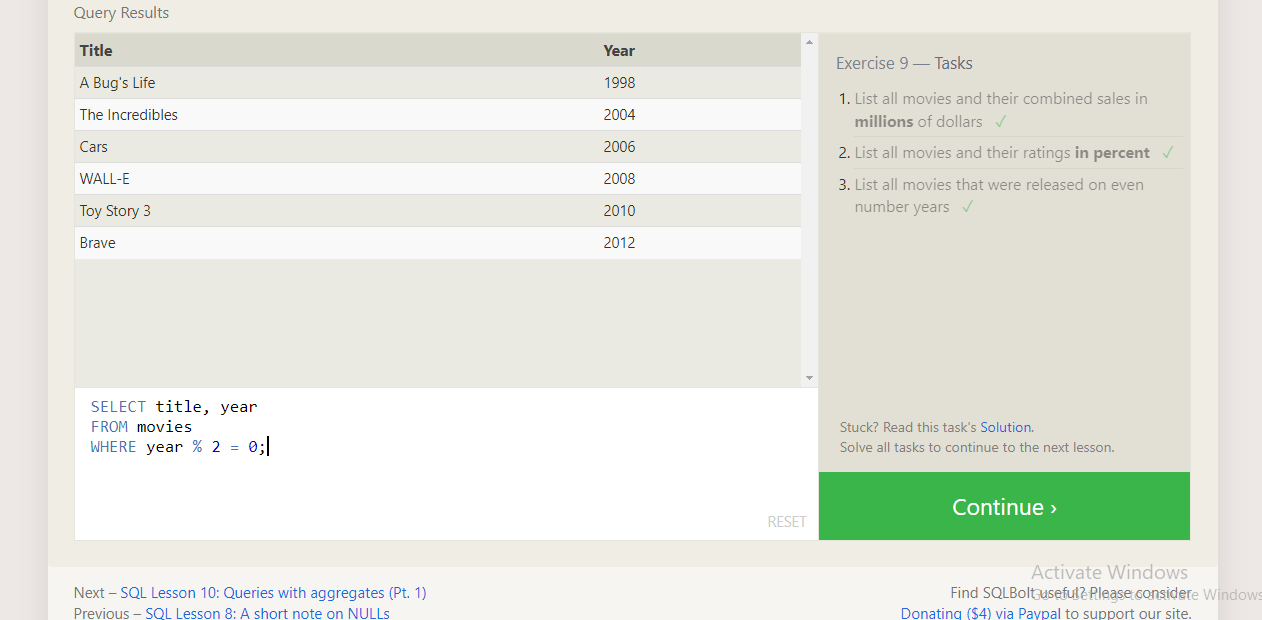 Query Results
Title Year
A Bug's Life 1998
The Incredibles 2004
Cars 2006
WALL-E 2008
Toy Story 3 2010
Brave 2012
SELECT title, year
FROM movies
WHERE year % 2 = 0;
RESET
Exercise 9 — Tasks
1. List all movies and their combined sales in
millions of dollars ✓
2. List all movies and their ratings in percent ✓
3. List all movies that were released on even
number years ✓
Stuck? Read this task's Solution.
Solve all tasks to continue to the next lesson.
Continue ›
Next – SQL Lesson 10: Queries with aggregates (Pt. 1)
Previous – SQL Lesson 8: A short note on NULLs
Find SQLBolt useful? Please consider
Donating ($4) via Paypal to support our site.
Activate Windows
Go to Settings to activate Windows